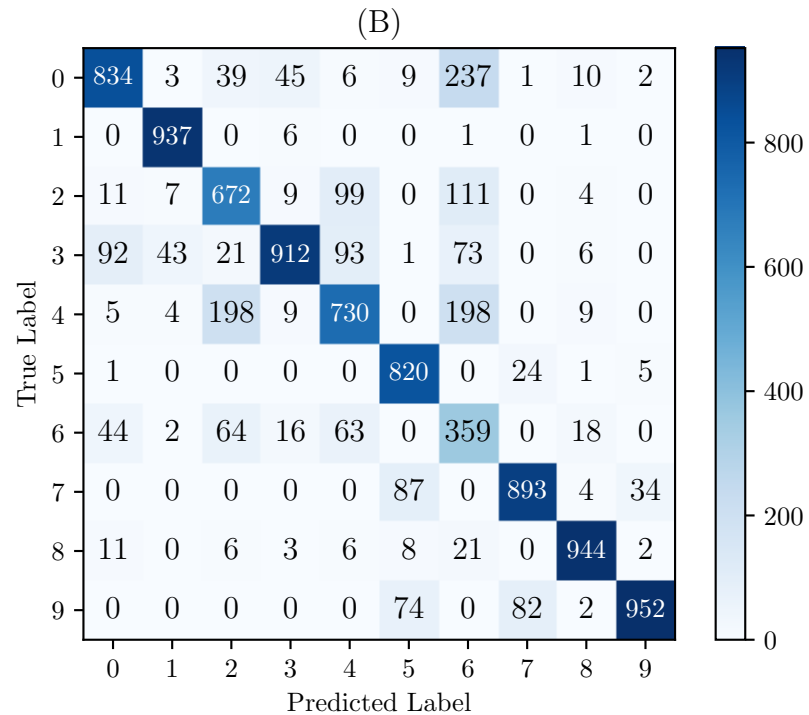 (B)
0 834 3 39 45 6 9 237 1 10 2
1 0 937 0 6 0 0 1 0 1 0
2 11 7 672 9 99 0 111 0 4 0
3 92 43 21 912 93 1 73 0 6 0
4 5 4 198 9 730 0 198 0 9 0
5 1 0 0 0 0 820 0 24 1 5
6 44 2 64 16 63 0 359 0 18 0
7 0 0 0 0 0 87 0 893 4 34
8 11 0 6 3 6 8 21 0 944 2
9 0 0 0 0 0 74 0 82 2 952
0 1 2 3 4 5 6 7 8 9
Predicted Label
True Label
800
600
400
200
0